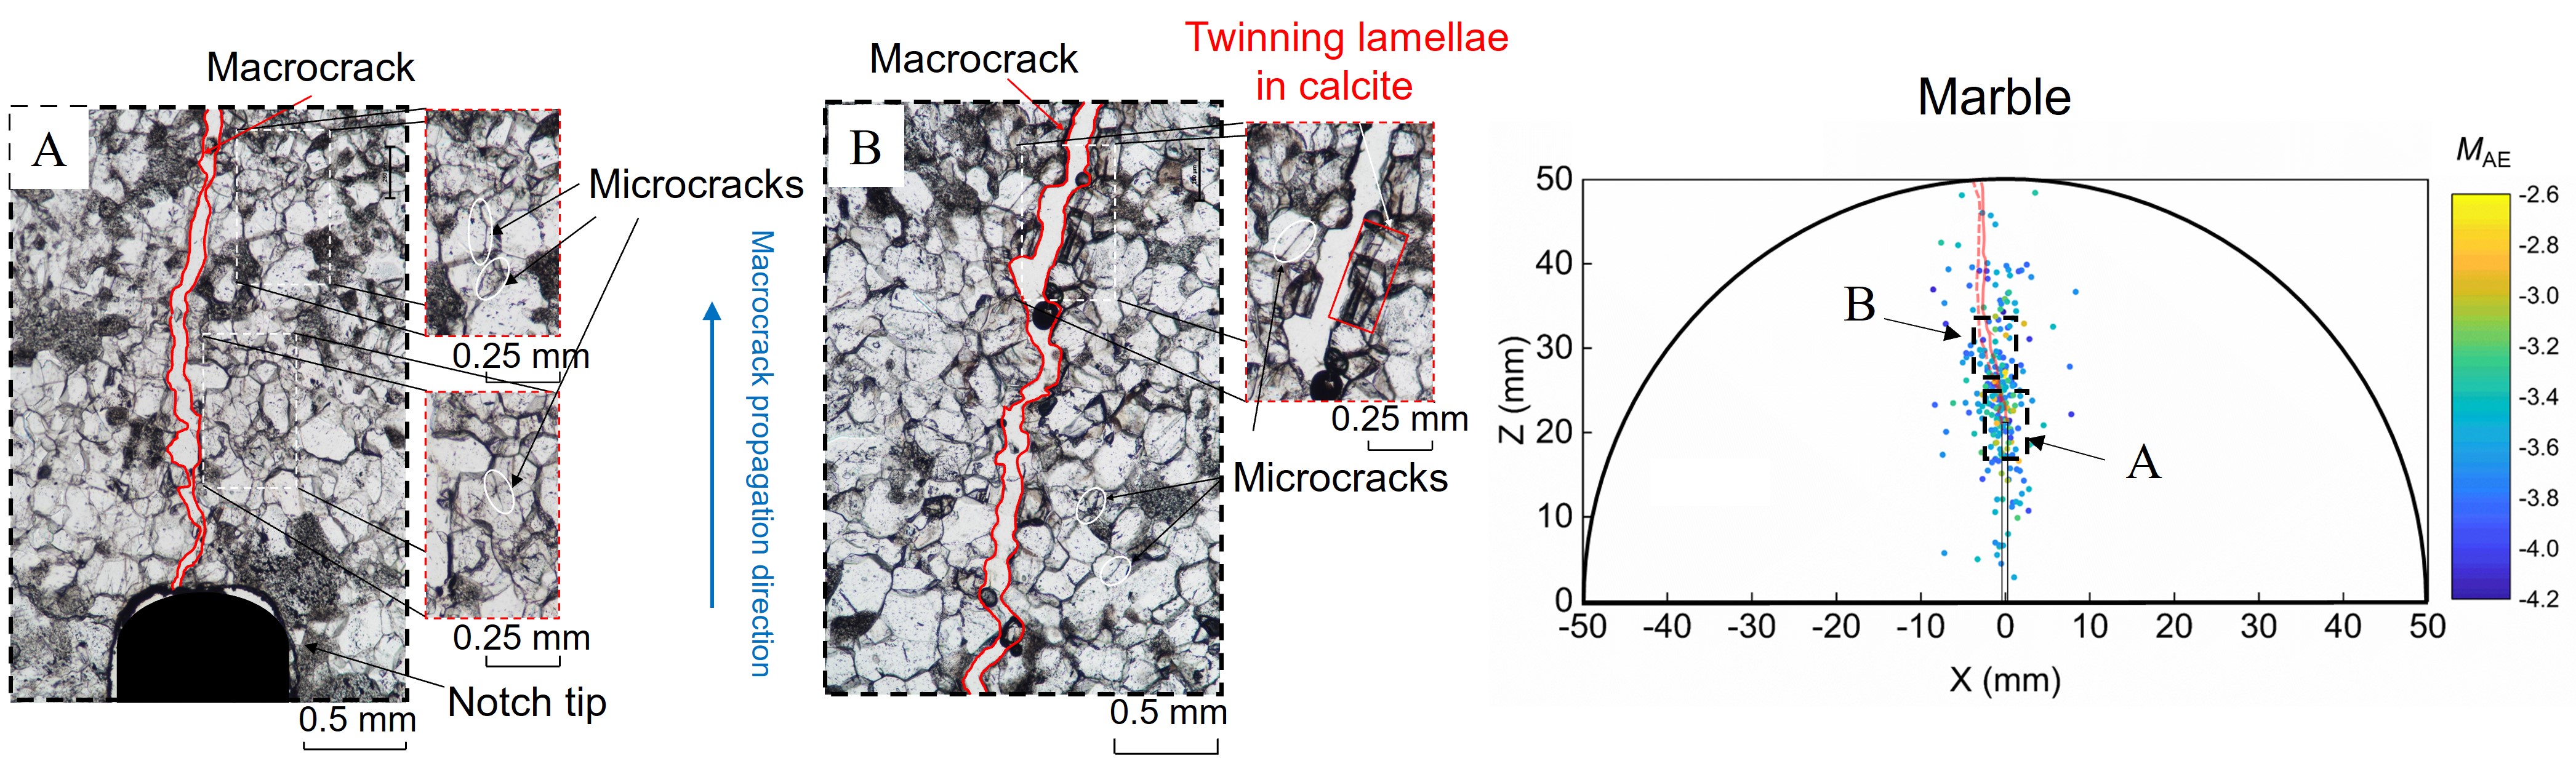 Macrocrack
A
Microcracks
0.25 mm
0.25 mm
Notch tip
0.5 mm
Macrocrack propagation direction
Macrocrack
B
Twinning lamellae
in calcite
0.25 mm
Microcracks
0.5 mm
Marble
B
A
Z (mm)
50
40
30
20
10
0
-50 -40 -30 -20 -10 0 10 20 30 40 50
X (mm)
MAE
-2.6
-2.8
-3.0
-3.2
-3.4
-3.6
-3.8
-4.0
-4.2